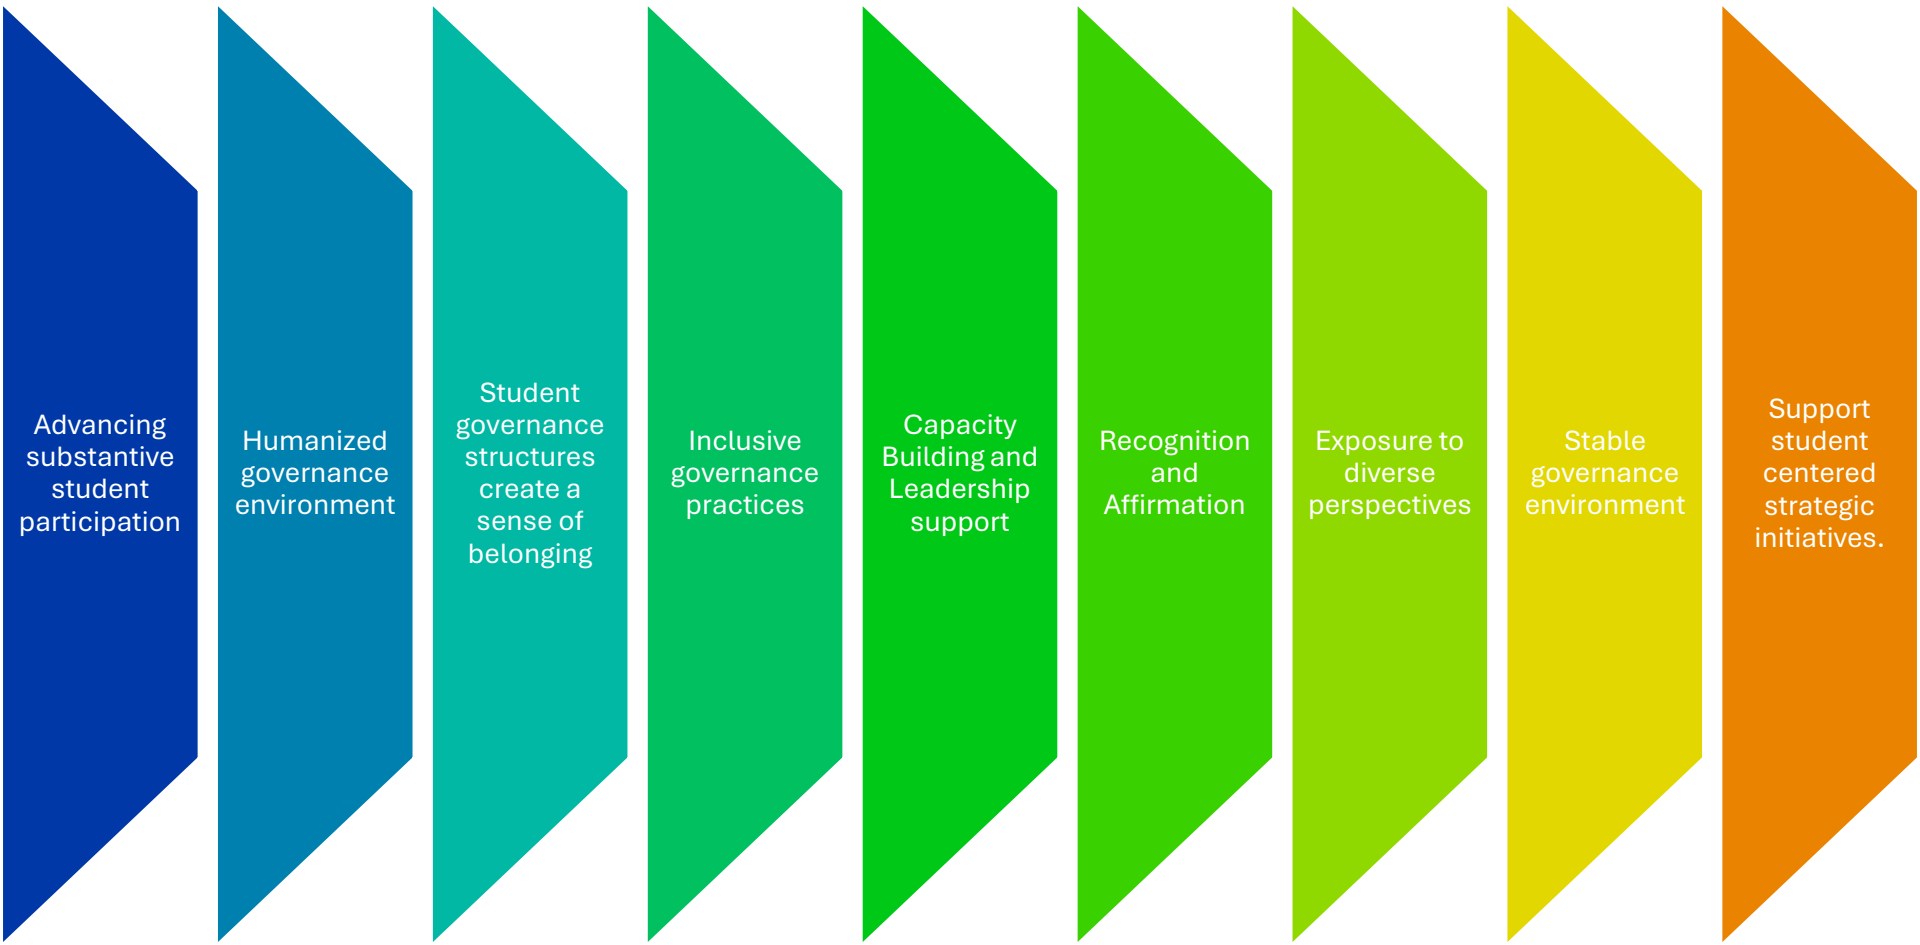 Advancing
substantive
student
participation
Humanized
governance
environment
Student
governance
structures
create a
sense of
belonging
Inclusive
governance
practices
Capacity
Building and
Leadership
support
Recognition
and
Affirmation
Exposure to
diverse
perspectives
Stable
governance
environment
Support
student
centered
strategic
initiatives.